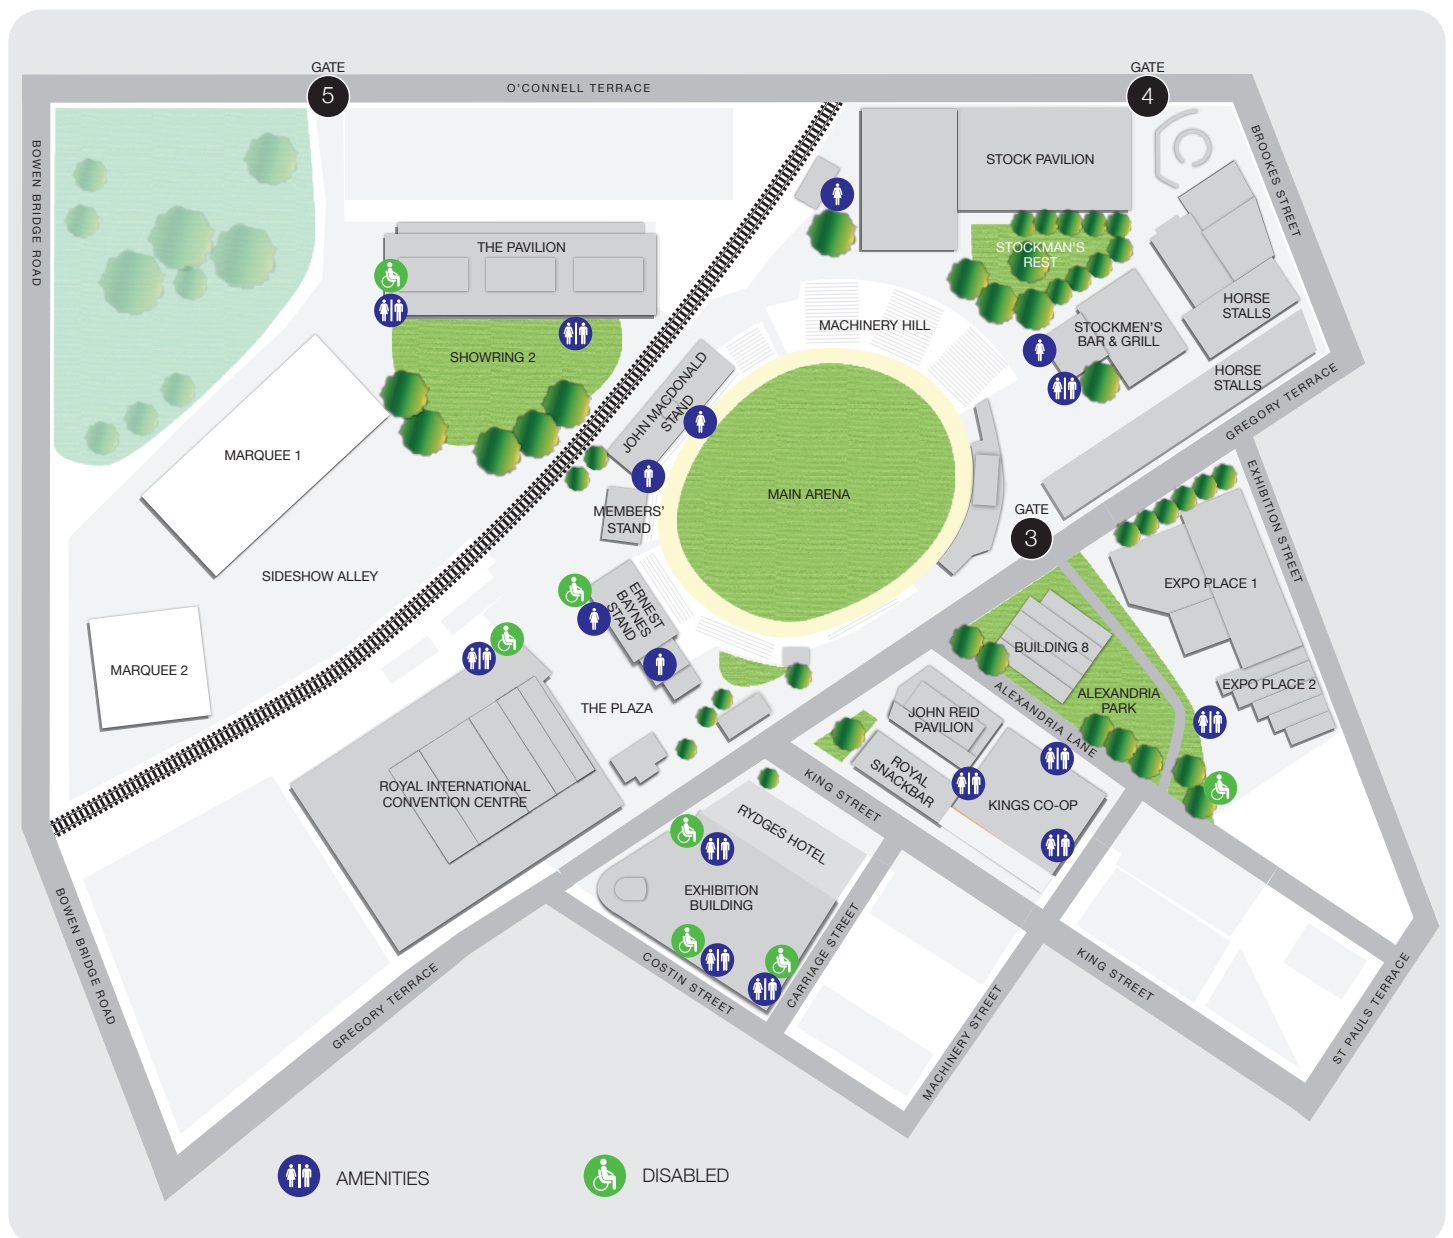 GATE
5
O'CONNELL TERRACE
GATE
4
BOWEN BRIDGE ROAD
BROOKES STREET
STOCK PAVILION
THE PAVILION
STOCKMAN'S
REST
HORSE
STALLS
MACHINERY HILL
STOCKMEN'S
BAR & GRILL
SHOWRING 2
HORSE
STALLS
JOHN MACDONALD
STAND
GREGORY TERRACE
MARQUEE 1
MAIN ARENA
EXHIBITION STREET
MEMBERS'
STAND
GATE
3
SIDESHOW ALLEY
EXPO PLACE 1
ERNEST
BAYNES
STAND
BUILDING 8
MARQUEE 2
EXPO PLACE 2
ALEXANDRIA
PARK
THE PLAZA
ALEXANDRIA LANE
JOHN REID
PAVILION
ROYAL
SNACKBAR
KINGS CO-OP
ROYAL INTERNATIONAL
CONVENTION CENTRE
KING STREET
RYDGES HOTEL
EXHIBITION
BUILDING
BOWEN BRIDGE ROAD
GREGORY TERRACE
COSTIN STREET
CARRIAGE STREET
MACHINERY STREET
KING STREET
ST PAULS TERRACE
AMENITIES
DISABLED